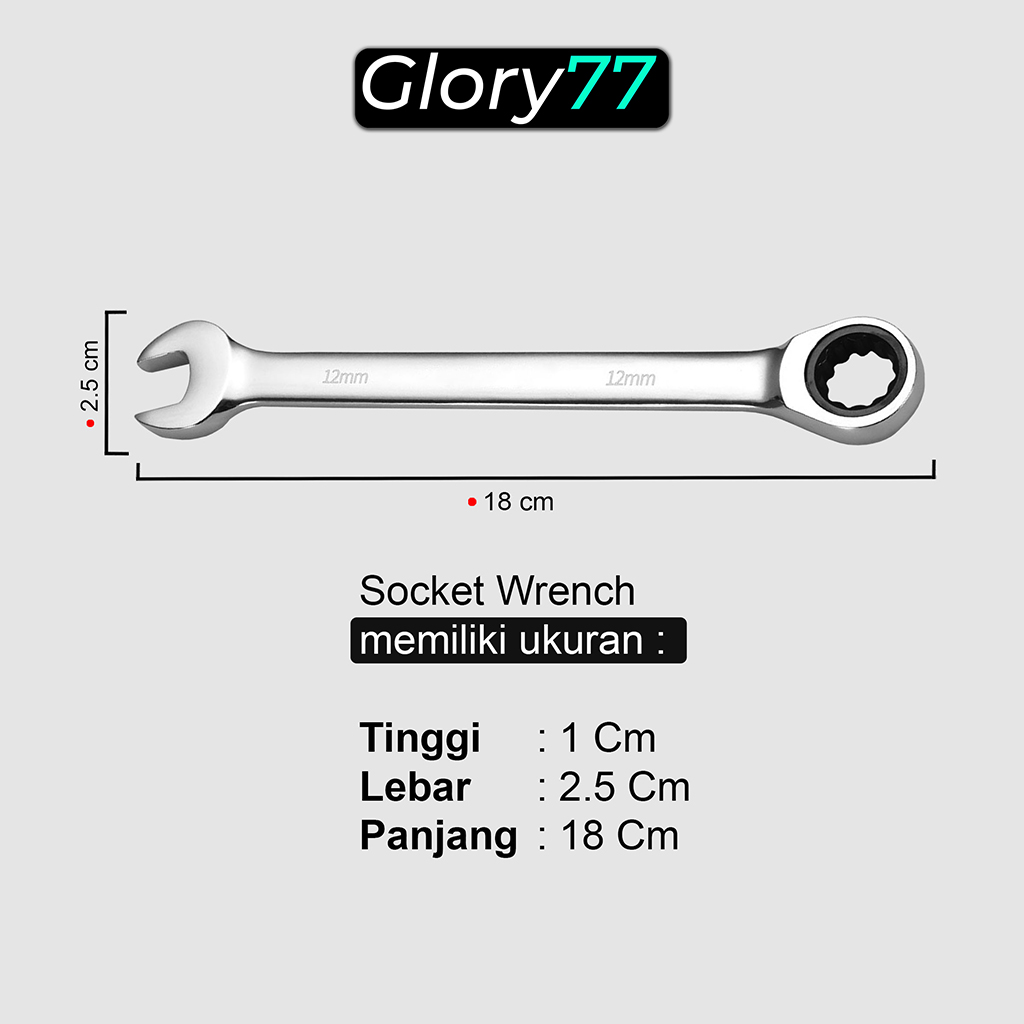 Glory77
2.5 cm
12mm
12mm
18 cm
Socket Wrench
memiliki ukuran :
Tinggi : 1 Cm
Lebar : 2.5 Cm
Panjang : 18 Cm